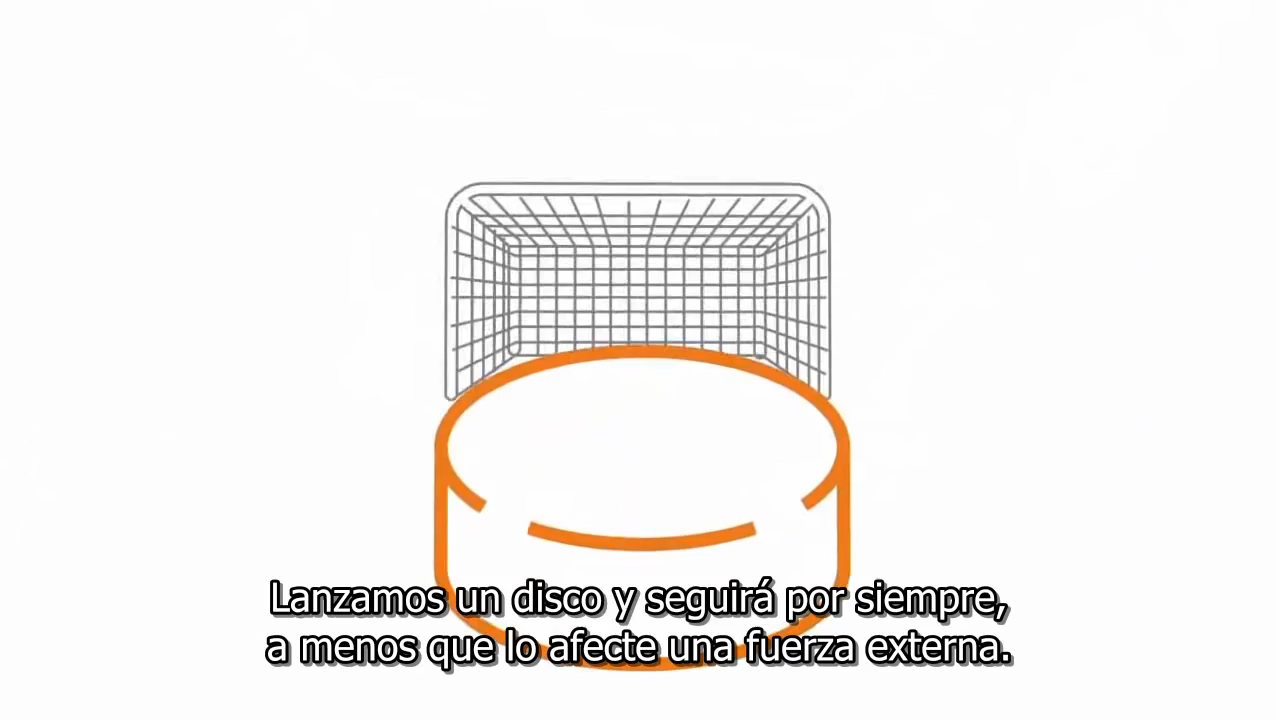 Lanzamos un disco y seguirá por siempre,
a menos que lo afecte una fuerza externa.